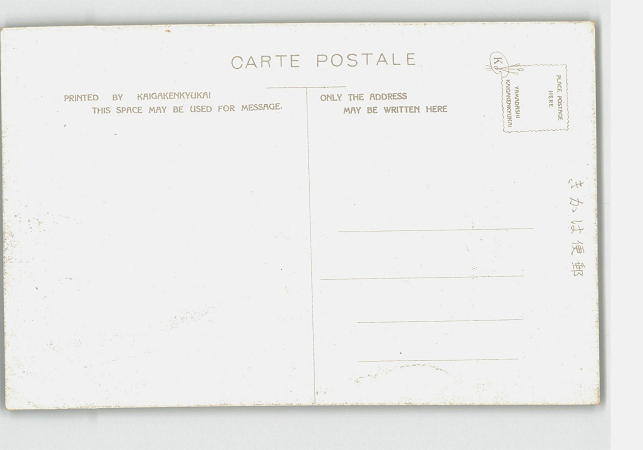 CARTE POSTALE
PRINTED BY KAIGAKENKYUKAI
THIS SPACE MAY BE USED FOR MESSAGE.
ONLY THE ADDRESS
MAY BE WRITTEN HERE
K
PLACE POSTAGE
HERE
KAIGAKENKYUKAI
きかは便郵